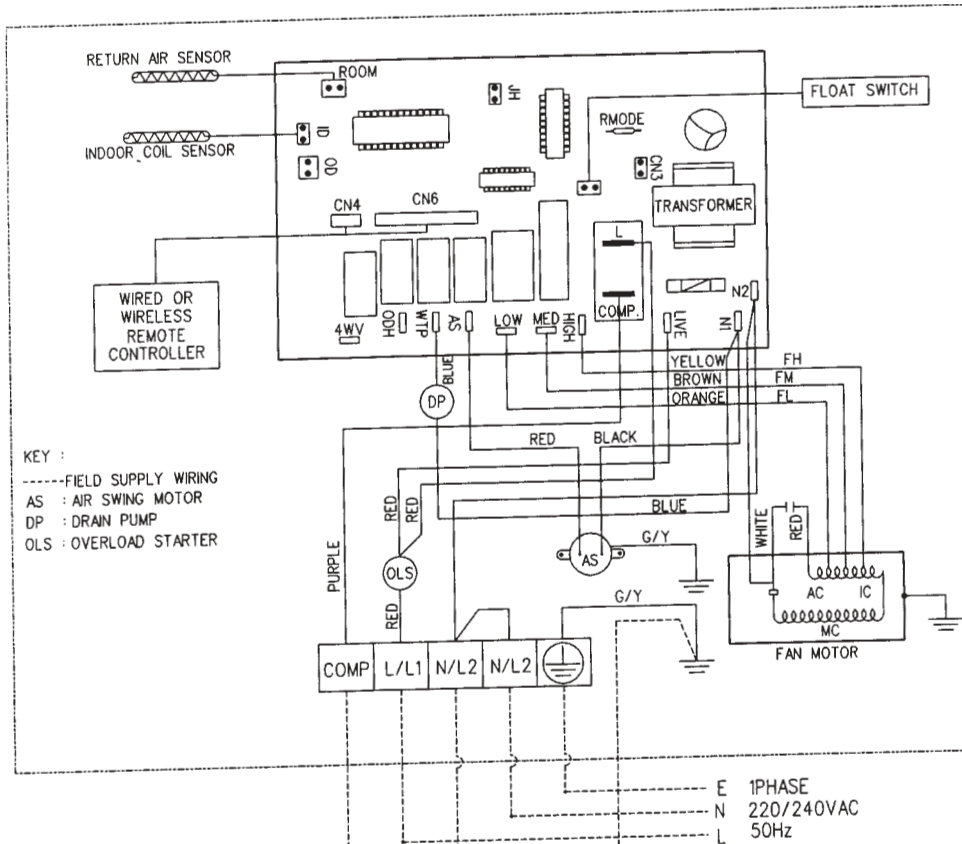 RETURN AIR SENSOR
ROOM
JH
FLOAT SWITCH
RMODE
ID
INDOOR COIL SENSOR
OD
CN3
CN4
CN6
TRANSFORMER
L
WIRED OR
WIRELESS
REMOTE
CONTROLLER
4WV
ODH
WTP
AS
LOW
MED
HIGH
COMP.
LIVE
N1
N2
BLUE
YELLOW
FH
BROWN
FM
ORANGE
FL
DP
RED
BLACK
KEY :
------FIELD SUPPLY WIRING
AS : AIR SWING MOTOR
DP : DRAIN PUMP
OLS : OVERLOAD STARTER
RED
RED
BLUE
WHITE
RED
PURPLE
OLS
AS
G/Y
RED
G/Y
AC
IC
MC
FAN MOTOR
COMP
L/L1
N/L2
N/L2
E 1PHASE
N 220/240VAC
L 50Hz